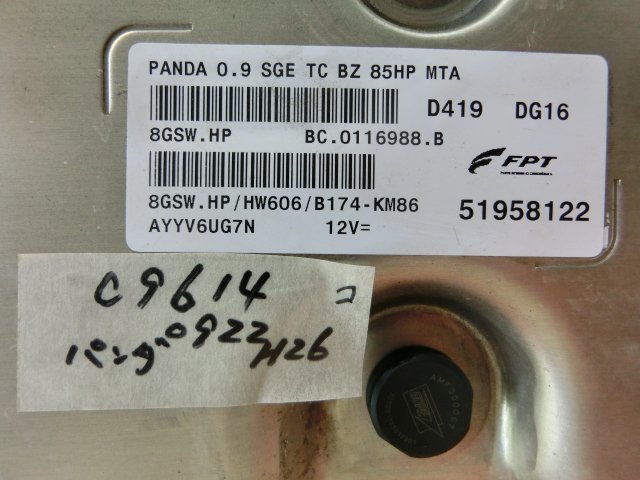 PANDA 0.9 SGE TC BZ 85HP MTA
D419 DG16
8GSW.HP BC.0116988.B
FPT
8GSW.HP/HW606/B174-KM86
51958122
AYYV6UG7N 12V=
C9614 コ
パンダ0922 H26